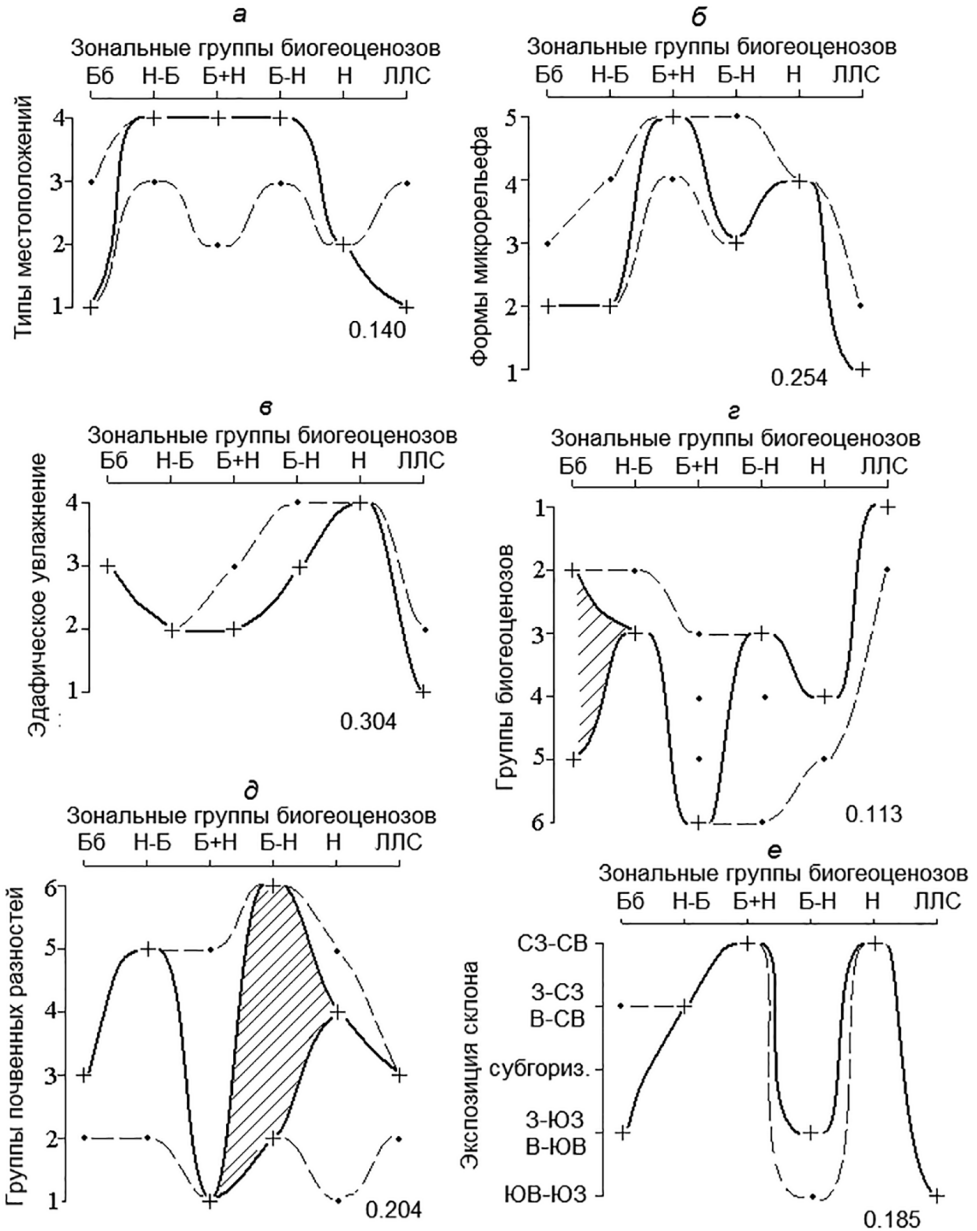 а
Зональные группы биогеоценозов
Бб Н-Б Б+Н Б-Н Н ЛЛС
Типы местоположений
4
3
2
1
0.140
б
Зональные группы биогеоценозов
Бб Н-Б Б+Н Б-Н Н ЛЛС
Формы микрорельефа
5
4
3
2
1
0.254
в
Зональные группы биогеоценозов
Бб Н-Б Б+Н Б-Н Н ЛЛС
Эдафическое увлажнение
4
3
2
1
0.304
г
Зональные группы биогеоценозов
Бб Н-Б Б+Н Б-Н Н ЛЛС
Группы биогеоценозов
1
2
3
4
5
6
0.113
д
Зональные группы биогеоценозов
Бб Н-Б Б+Н Б-Н Н ЛЛС
Группы почвенных разностей
6
5
4
3
2
1
0.204
е
Зональные группы биогеоценозов
Бб Н-Б Б+Н Б-Н Н ЛЛС
Экспозиция склона
СЗ-СВ
З-СЗ
В-СВ
субгориз.
З-ЮЗ
В-ЮВ
ЮВ-ЮЗ
0.185